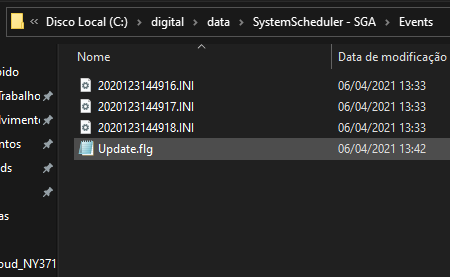 Disco Local (C:) > digital > data > SystemScheduler - SGA > Events
Nome Data de modificação
pido
2020123144916.INI 06/04/2021 13:33
Trabalho 2020123144917.INI 06/04/2021 13:33
lvimento 2020123144918.INI 06/04/2021 13:33
ntos Update.flg 06/04/2021 13:42
ds
as
oud_NY371